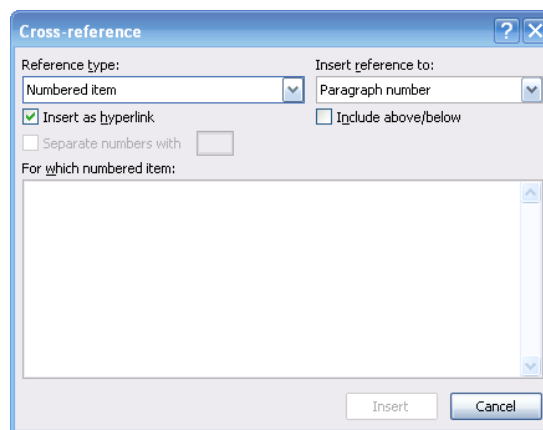 Cross-reference
Reference type: Insert reference to:
Numbered item Paragraph number
Insert as hyperlink Include above/below
Separate numbers with
For which numbered item:
Insert Cancel